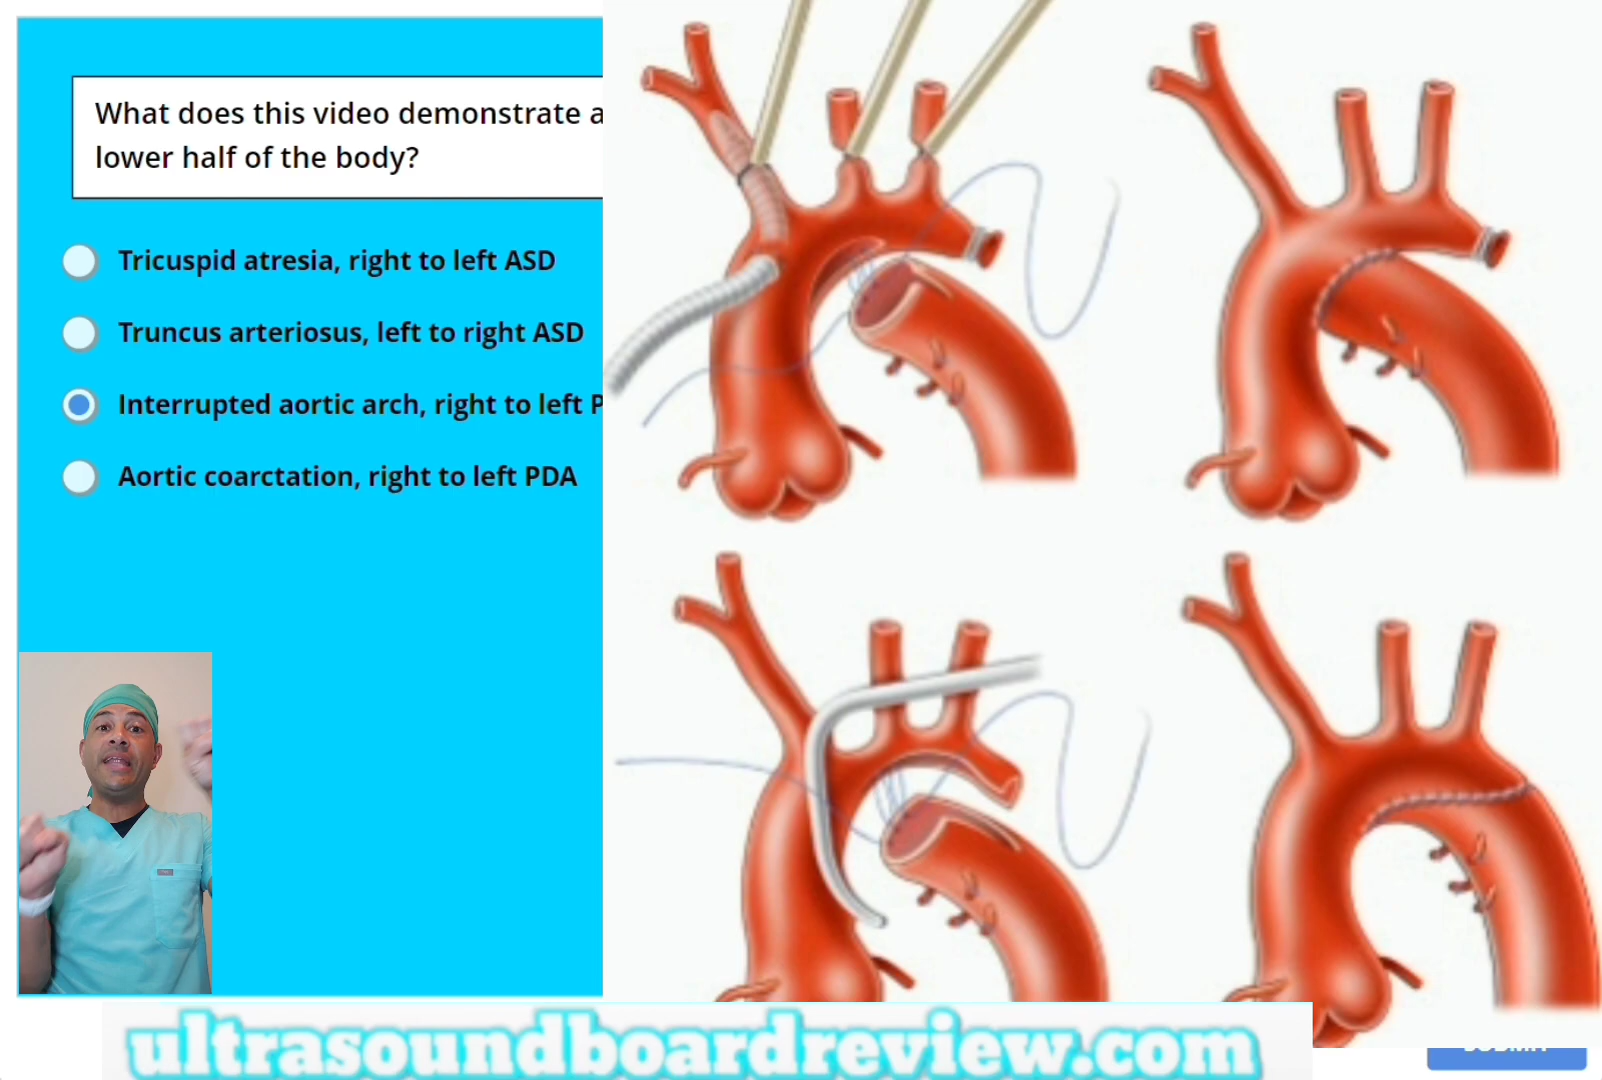 What does this video demonstrate a
lower half of the body?
Tricuspid atresia, right to left ASD
Truncus arteriosus, left to right ASD
Interrupted aortic arch, right to left P
Aortic coarctation, right to left PDA
ultrasoundboardreview.com